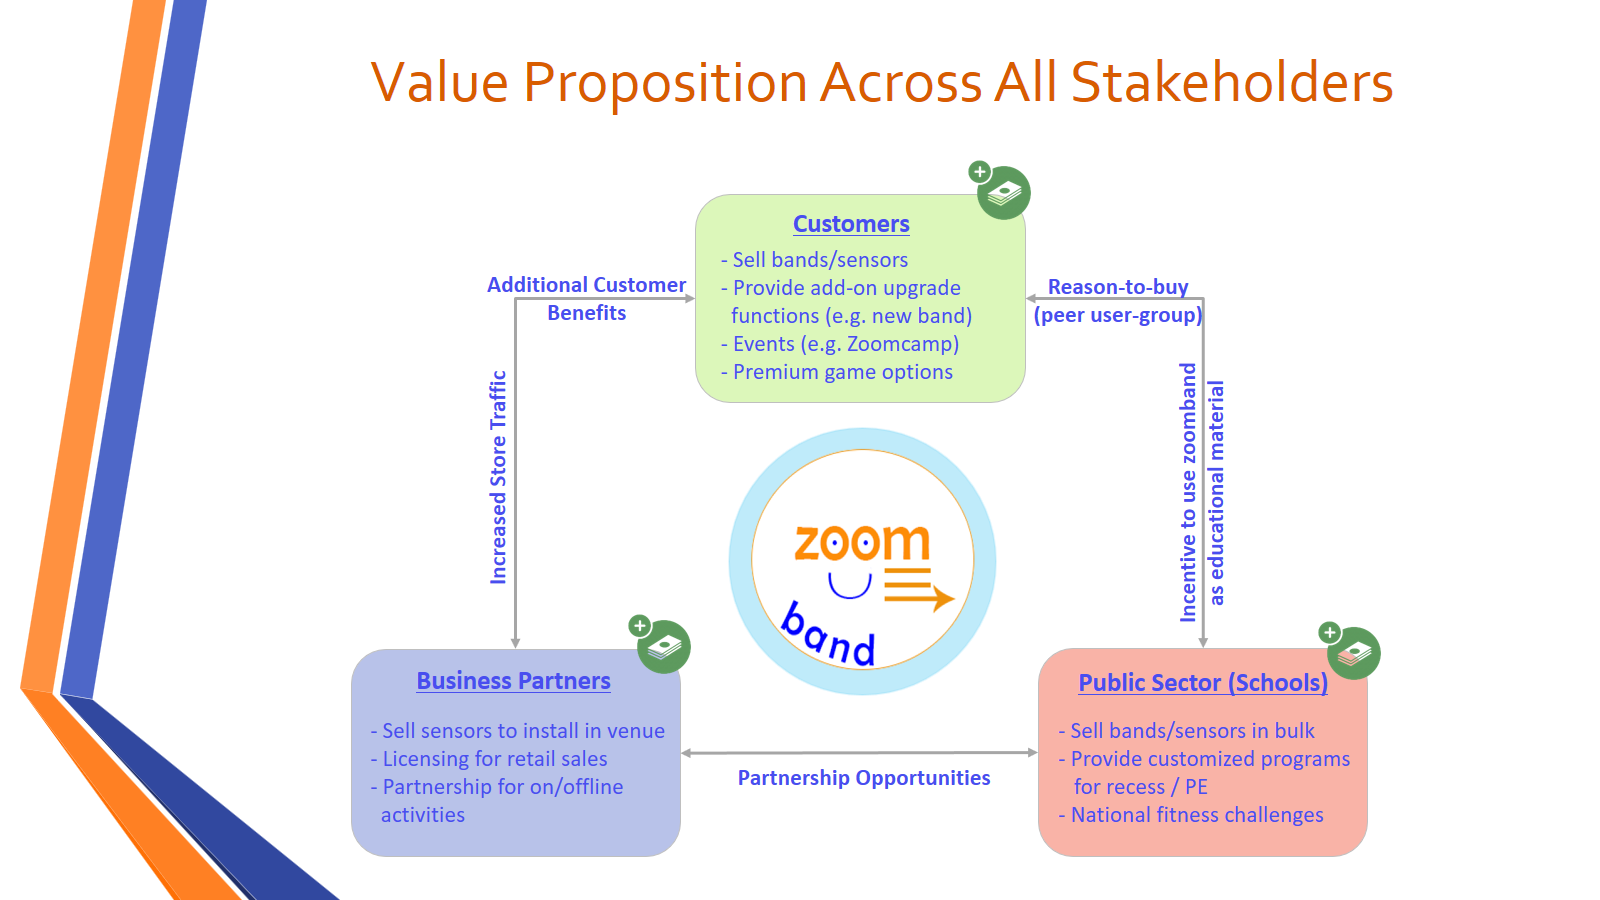 Value Proposition Across All Stakeholders
Customers
- Sell bands/sensors
- Provide add-on upgrade
functions (e.g. new band)
- Events (e.g. Zoomcamp)
- Premium game options
Additional Customer
Benefits
Reason-to-buy
(peer user-group)
Increased Store Traffic
Incentive to use zoomband
as educational material
zoom
band
Business Partners
- Sell sensors to install in venue
- Licensing for retail sales
- Partnership for on/offline
activities
Partnership Opportunities
Public Sector (Schools)
- Sell bands/sensors in bulk
- Provide customized programs
for recess / PE
- National fitness challenges